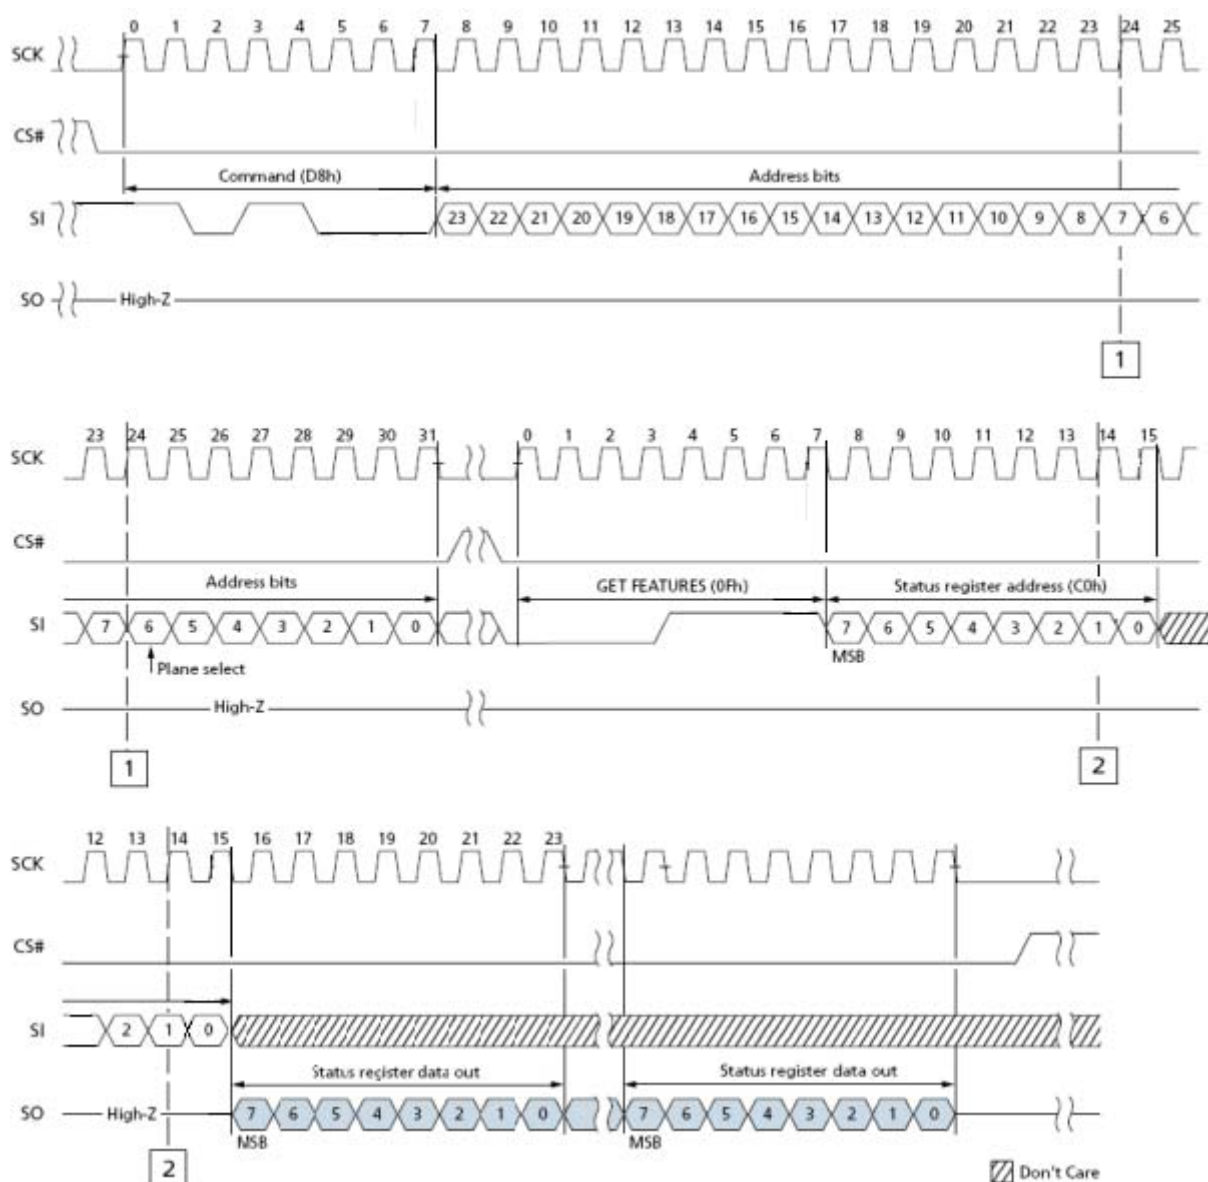 0 1 2 3 4 5 6 7 8 9 10 11 12 13 14 15 16 17 18 19 20 21 22 23 24 25
SCK
CS#
Command (D8h) Address bits
SI 23 22 21 20 19 18 17 16 15 14 13 12 11 10 9 8 7 6
SO High-Z
1
23 24 25 26 27 28 29 30 31 0 1 2 3 4 5 6 7 8 9 10 11 12 13 14 15
SCK
CS#
Address bits GET FEATURES (0Fh) Status register address (C0h)
SI 7 6 5 4 3 2 1 0 7 6 5 4 3 2 1 0
Plane select MSB
SO High-Z
1 2
12 13 14 15 16 17 18 19 20 21 22 23
SCK
CS#
SI 2 1 0
Status register data out Status register data out
SO High-Z 7 6 5 4 3 2 1 0 7 6 5 4 3 2 1 0
MSB MSB
2
Don't Care